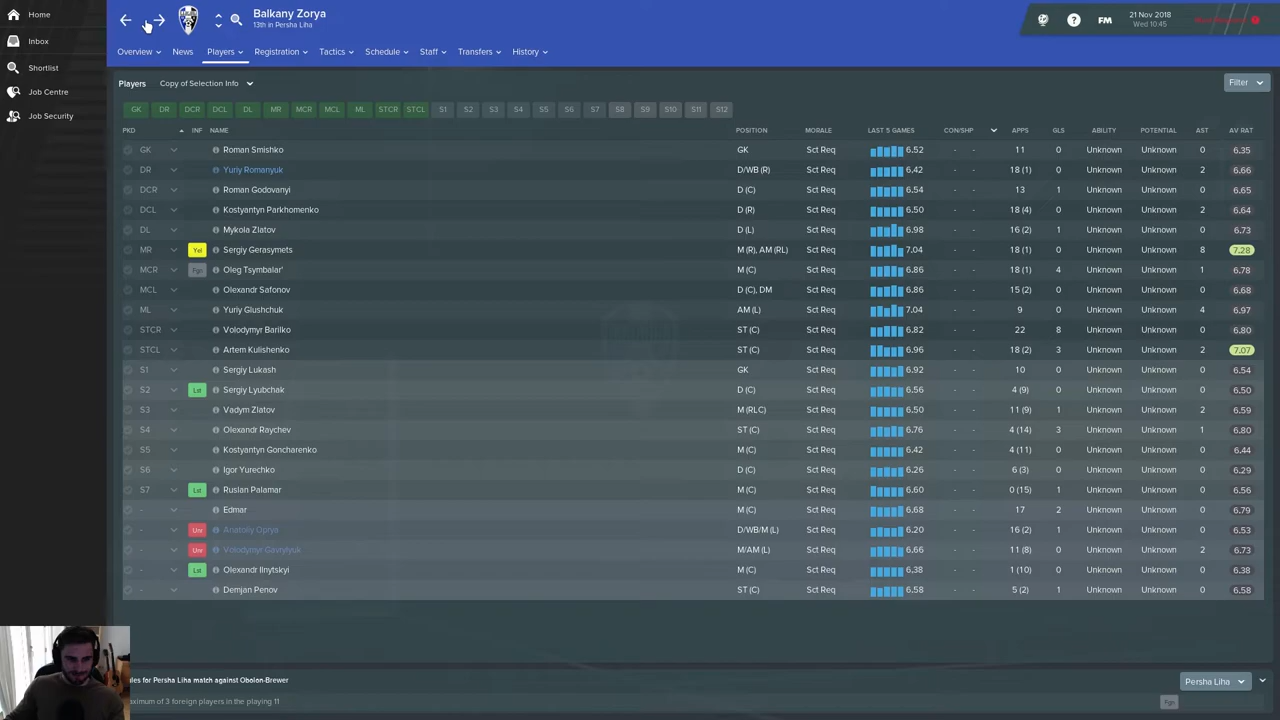 Home
Inbox
Shortlist
Job Centre
Job Security
Balkany Zorya
13th in Persha Liha
FM
21 Nov 2018
Wed 10:45
Overview News Players Registration Tactics Schedule Staff Transfers History
Players Copy of Selection Info Filter
GK DR DCR DCL DL MR MCR MCL ML STCR STCL S1 S2 S3 S4 S5 S6 S7 S8 S9 S10 S11 S12
PKD INF NAME POSITION MORALE LAST 5 GAMES CON/SHP APPS GLS ABILITY POTENTIAL AST AV RAT
GK Roman Smishko GK Sct Req 6.52 - - 11 0 Unknown Unknown 0 6.35
DR Yuriy Romanyuk D/WB (R) Sct Req 6.42 - - 18 (1) 0 Unknown Unknown 2 6.66
DCR Roman Godovanyi D (C) Sct Req 6.54 - - 13 1 Unknown Unknown 0 6.65
DCL Kostyantyn Parkhomenko D (R) Sct Req 6.50 - - 18 (4) 0 Unknown Unknown 2 6.64
DL Mykola Zlatov D (L) Sct Req 6.98 - - 16 (2) 1 Unknown Unknown 0 6.73
MR Yel Sergiy Gerasymets M (R), AM (RL) Sct Req 7.04 - - 18 (1) 0 Unknown Unknown 8 7.28
MCR Fgn Oleg Tsymbalar' M (C) Sct Req 6.86 - - 18 (1) 4 Unknown Unknown 1 6.78
MCL Olexandr Safonov D (C), DM Sct Req 6.86 - - 15 (2) 0 Unknown Unknown 0 6.68
ML Yuriy Glushchuk AM (L) Sct Req 7.04 - - 9 0 Unknown Unknown 4 6.97
STCR Volodymyr Barilko ST (C) Sct Req 6.82 - - 22 8 Unknown Unknown 0 6.80
STCL Artem Kulishenko ST (C) Sct Req 6.96 - - 18 (2) 3 Unknown Unknown 2 7.07
S1 Sergiy Lukash GK Sct Req 6.92 - - 10 0 Unknown Unknown 0 6.54
S2 Lst Sergiy Lyubchak D (C) Sct Req 6.56 - - 4 (9) 0 Unknown Unknown 0 6.50
S3 Vadym Zlatov M (RLC) Sct Req 6.50 - - 11 (9) 1 Unknown Unknown 2 6.59
S4 Olexandr Raychev ST (C) Sct Req 6.76 - - 4 (14) 3 Unknown Unknown 1 6.80
S5 Kostyantyn Goncharenko M (C) Sct Req 6.42 - - 4 (11) 0 Unknown Unknown 0 6.44
S6 Igor Yurechko D (C) Sct Req 6.26 - - 6 (3) 0 Unknown Unknown 0 6.29
S7 Lst Ruslan Palamar M (C) Sct Req 6.60 - - 0 (15) 1 Unknown Unknown 0 6.56
- Edmar M (C) Sct Req 6.68 - - 17 2 Unknown Unknown 0 6.79
- Unr Anatoliy Oprya D/WB/M (L) Sct Req 6.20 - - 16 (2) 1 Unknown Unknown 0 6.53
- Unr Volodymyr Gavrylyuk M/AM (L) Sct Req 6.66 - - 11 (8) 0 Unknown Unknown 2 6.73
- Lst Olexandr Ilnytskyi M (C) Sct Req 6.38 - - 1 (10) 0 Unknown Unknown 0 6.38
- Demjan Penov ST (C) Sct Req 6.58 - - 5 (2) 1 Unknown Unknown 0 6.58
ules for Persha Liha match against Obolon-Brewer Persha Liha
aximum of 3 foreign players in the playing 11 Fgn